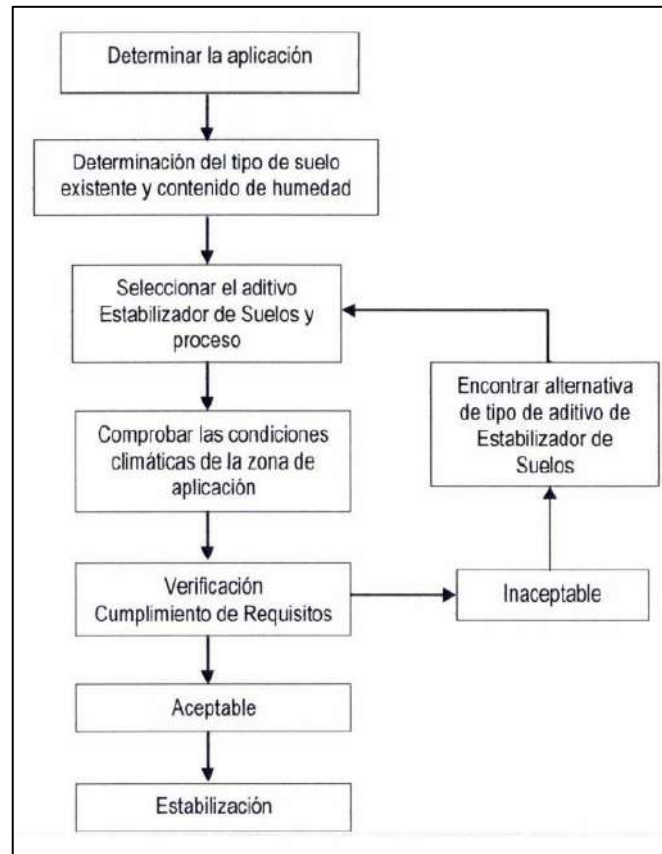 Determinar la aplicación
Determinación del tipo de suelo
existente y contenido de humedad
Seleccionar el aditivo
Estabilizador de Suelos y
proceso
Comprobar las condiciones
climáticas de la zona de
aplicación
Verificación
Cumplimiento de Requisitos
Aceptable
Estabilización
Encontrar alternativa
de tipo de aditivo de
Estabilizador de
Suelos
Inaceptable